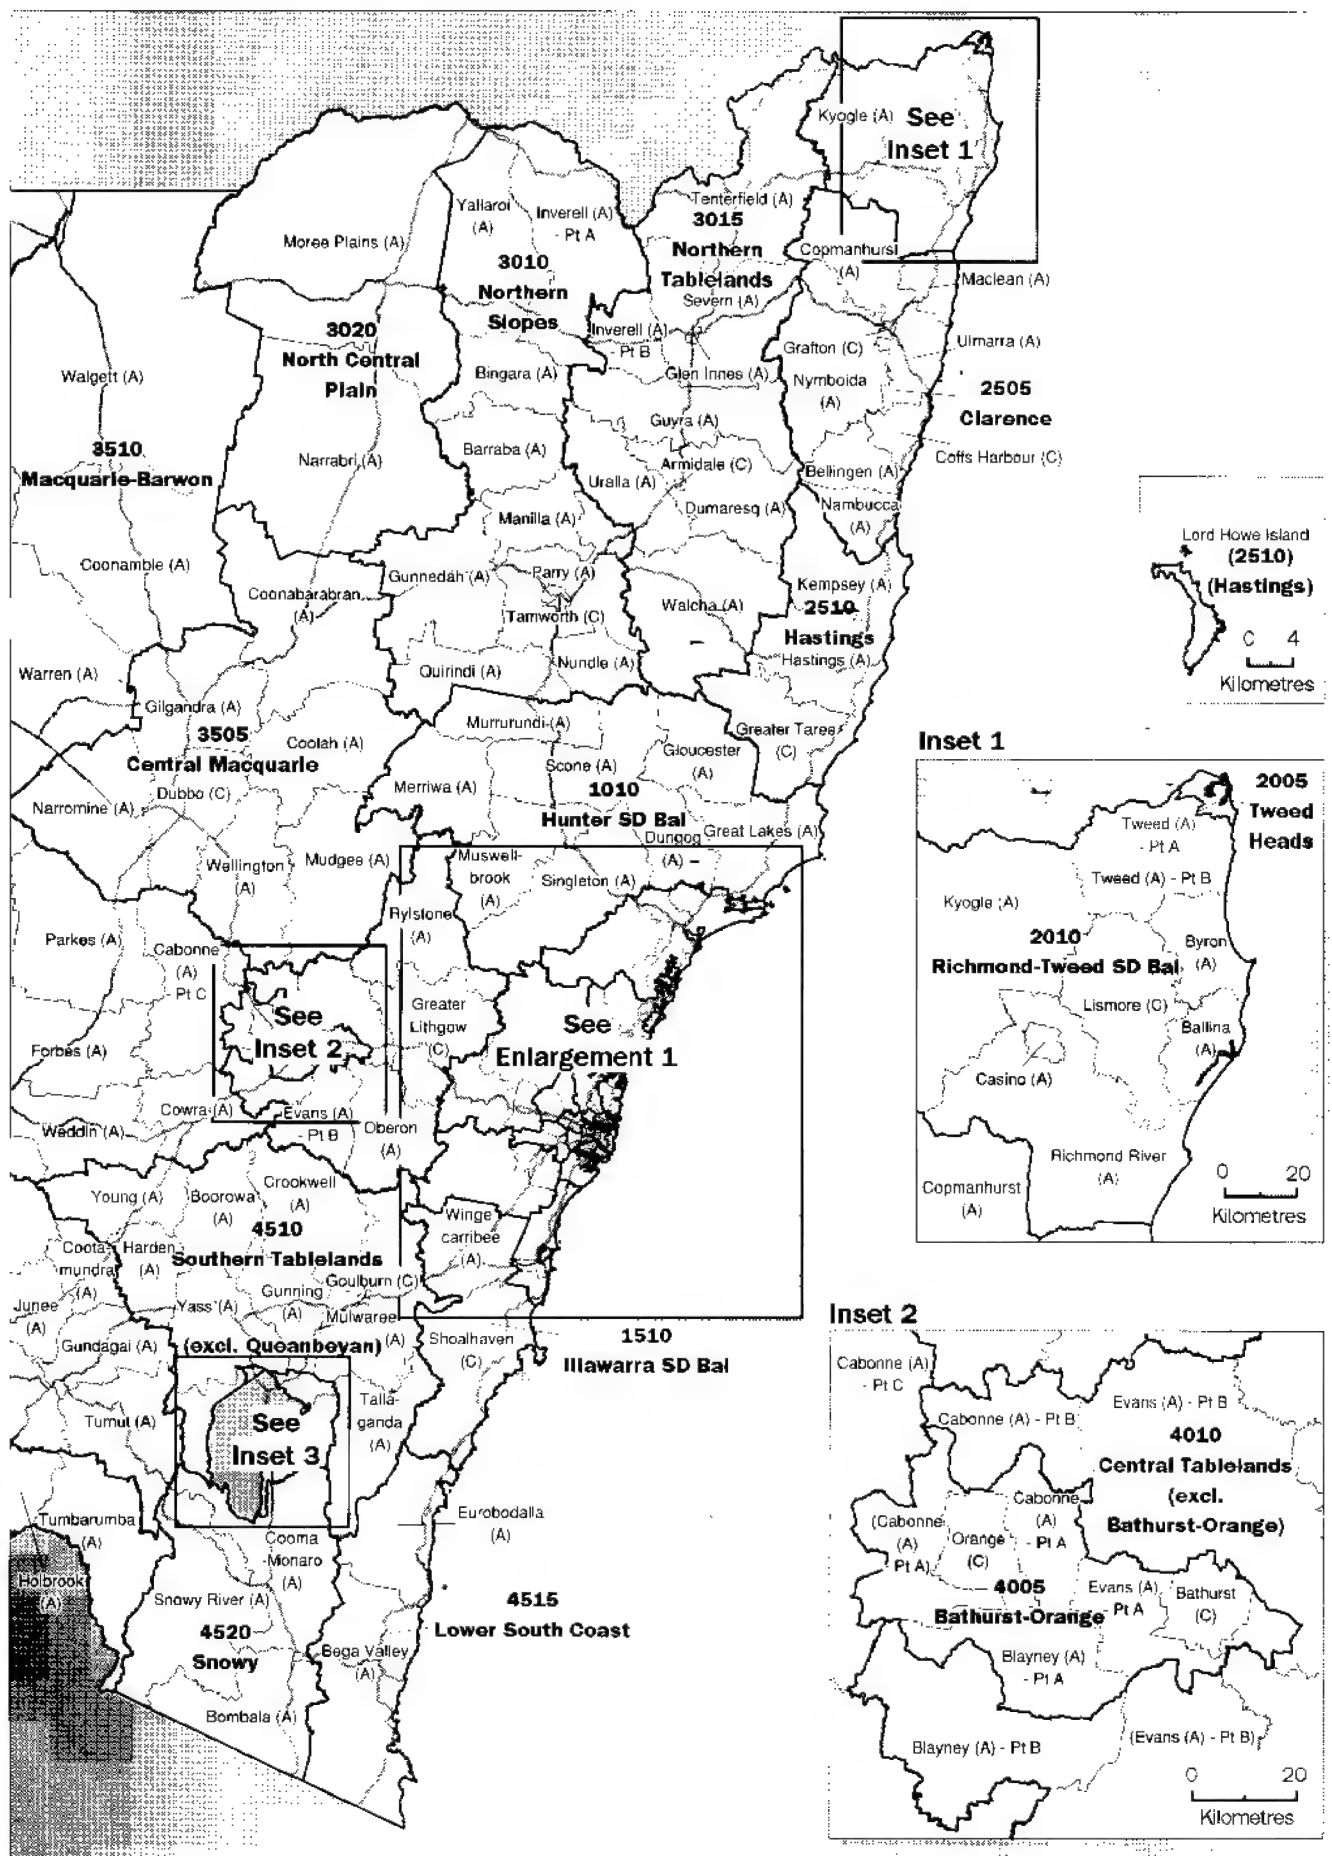 Kyogle (A)
See
Inset 1
Tenterfield (A)
3015
Northern
Tablelands
Severn (A)
Yallaroi
(A)
Inverell (A)
- Pt A
Moree Plains (A)
3010
Northern
Slopes
Copmanhurst
(A)
Maclean (A)
3020
North Central
Plain
Inverell (A)
- Pt B
Grafton (C)
Ulmarra (A)
Walgett (A)
Bingara (A)
Glen Innes (A)
Nymboida
(A)
2505
Clarence
Guyra (A)
3510
Macquarie-Barwon
Narrabri (A)
Barraba (A)
Armidale (C)
Uralla (A)
Bellingen (A)
Coffs Harbour (C)
Manilla (A)
Dumaresq (A)
Nambucca
(A)
Lord Howe Island
(2510)
(Hastings)
Coonamble (A)
Coonabarabran
(A)
Gunnedah (A)
Parry (A)
Kempsey (A)
2510
Hastings
Hastings (A)
Tamworth (C)
Walcha (A)
C 4
Kilometres
Warren (A)
Quirindi (A)
Nundle (A)
Gilgandra (A)
3505
Central Macquarie
Coolah (A)
Murrurundi (A)
Gloucester
(A)
Greater Taree
(C)
Scone (A)
Merriwa (A)
1010
Hunter SD Bal
Narromine (A)
Dubbo (C)
Dungog
(A)
Great Lakes (A)
Wellington
(A)
Mudgee (A)
Muswell-
brook
(A)
Singleton (A)
Rylstone
(A)
Parkes (A)
Cabonne
(A)
- Pt C
See
Inset 2
Greater
Lithgow
(C)
See
Enlargement 1
Forbes (A)
Cowra (A)
Evans (A)
- Pt B
Weddin (A)
Oberon
(A)
Young (A)
Boorowa
(A)
Crookwell
(A)
4510
Southern Tablelands
Winge
carribee
(A)
Coota-
mundra
(A)
Harden
(A)
Goulburn (C)
Gunning
(A)
Junee
(A)
Yass (A)
Mulwaree
(A)
Gundagai (A)
(excl. Queanbeyan)
Shoalhaven
(C)
1510
Illawarra SD Bal
Talla-
ganda
(A)
See
Inset 3
Tumut (A)
Tumbarumba
(A)
Eurobodalla
(A)
Cooma
-Monaro
(A)
Holbrook
(A)
Snowy River (A)
4520
Snowy
4515
Lower South Coast
Bega Valley
(A)
Bombala (A)
Inset 1
2005
Tweed
Heads
Tweed (A)
- Pt A
Tweed (A) - Pt B
Kyogle (A)
2010
Richmond-Tweed SD Bal
Byron
(A)
Lismore (C)
Ballina
(A)
Casino (A)
Richmond River
(A)
Copmanhurst
(A)
0 20
Kilometres
Inset 2
Cabonne (A)
- Pt C
Cabonne (A) - Pt B
Evans (A) - Pt B
4010
Central Tablelands
(excl.
Bathurst-Orange)
Cabonne
(A)
- Pt A
(Cabonne
(A)
Pt A)
Orange
(C)
4005
Bathurst-Orange
Evans (A)
- Pt A
Bathurst
(C)
Blayney (A)
- Pt A
Blayney (A) - Pt B
(Evans (A) - Pt B)
0 20
Kilometres